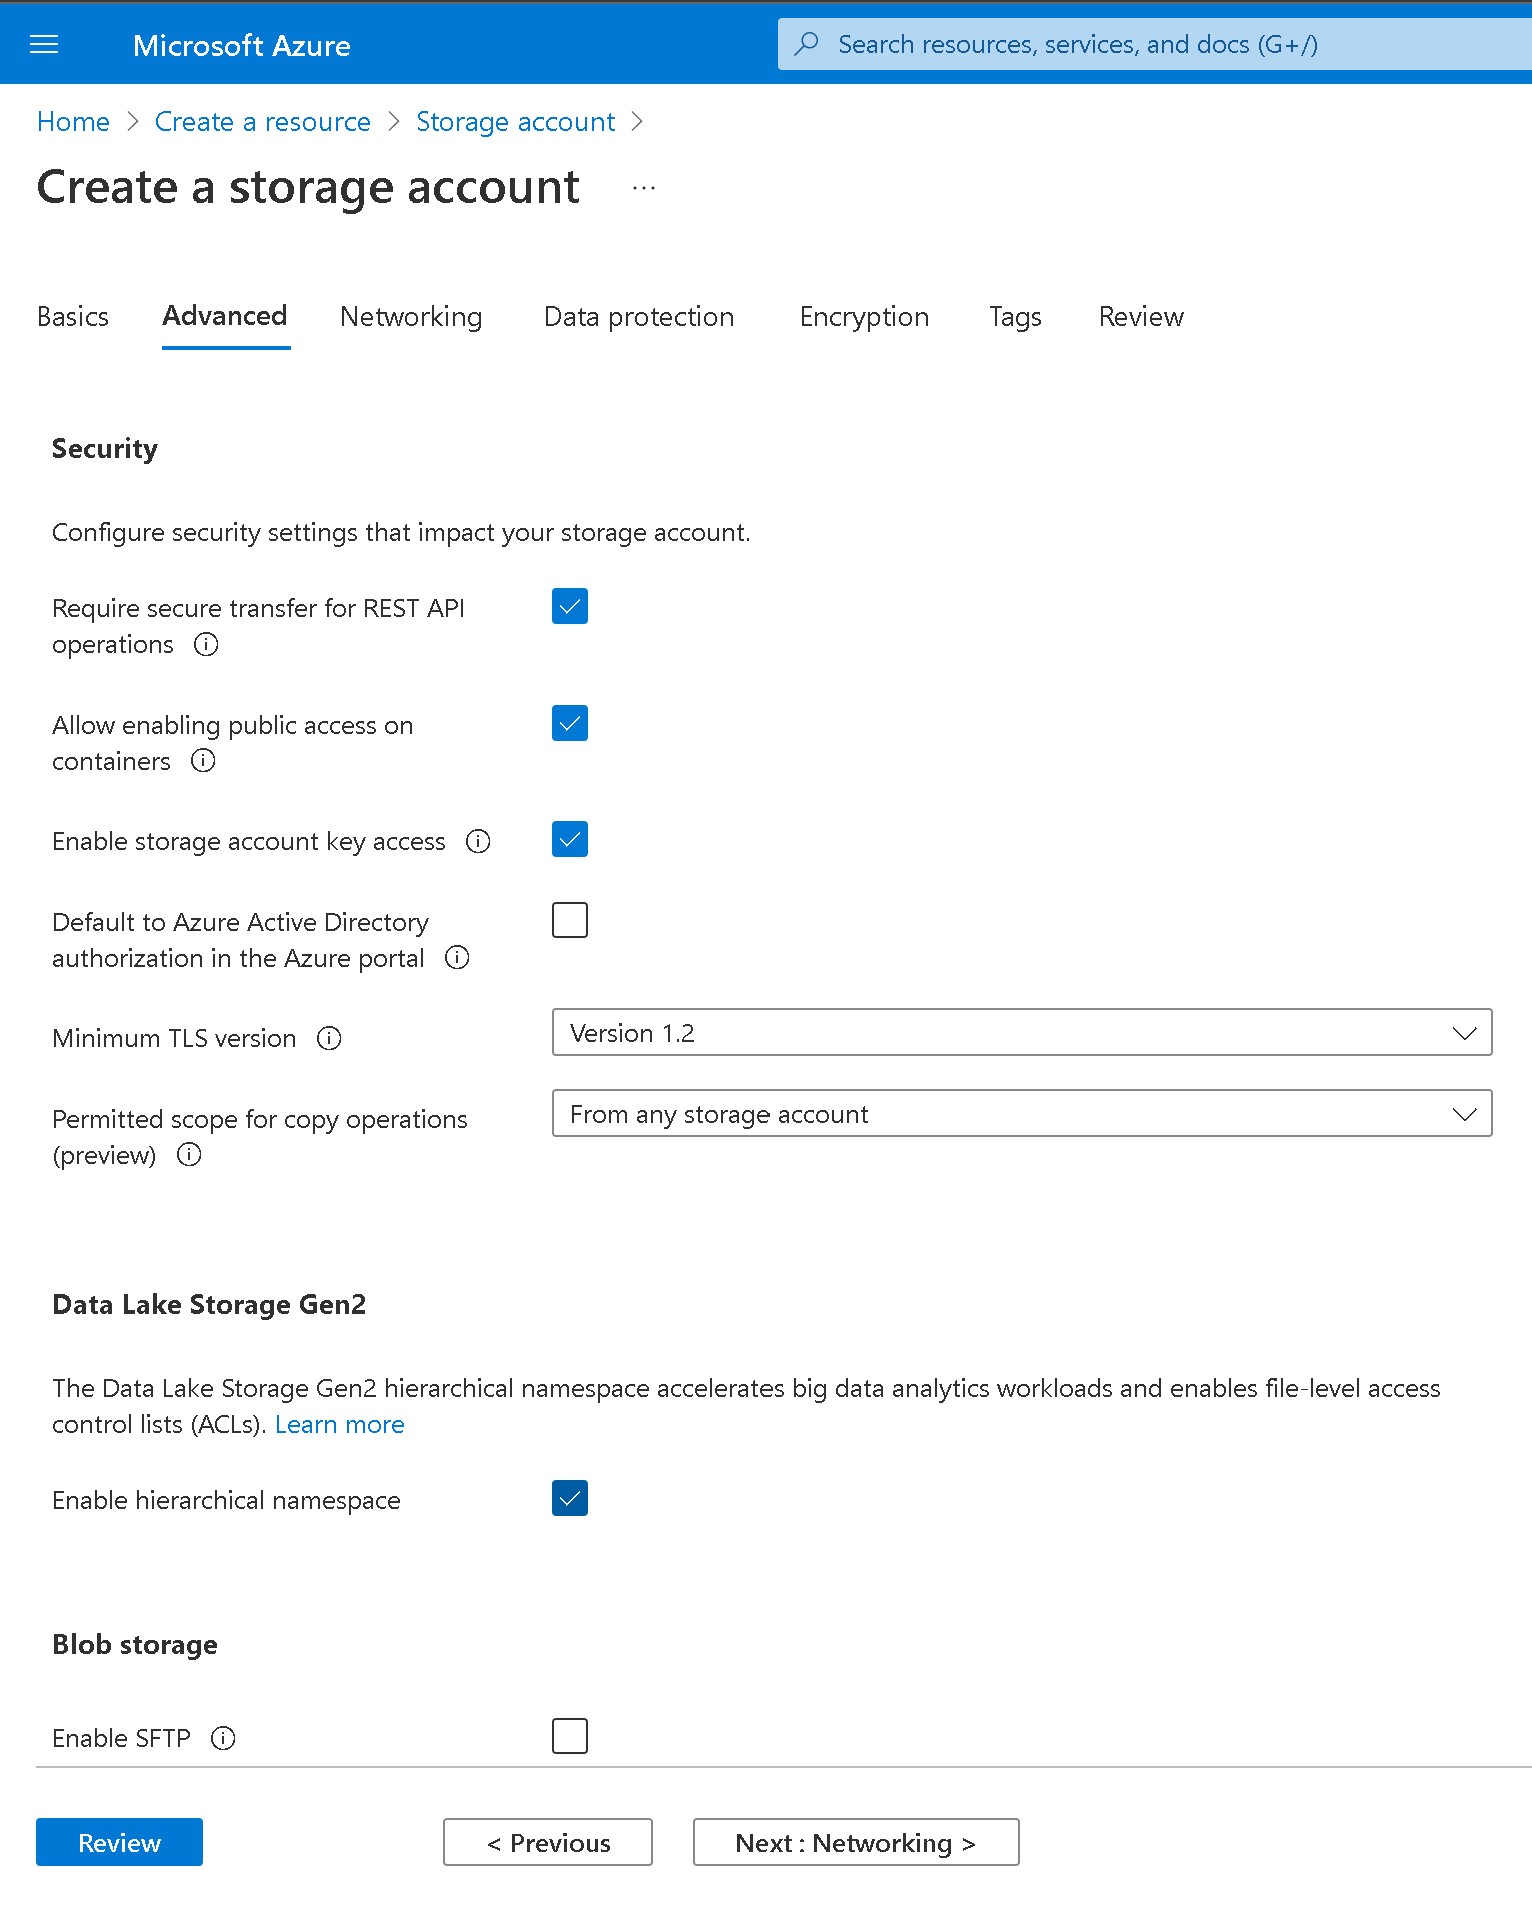 Microsoft Azure
Search resources, services, and docs (G+/)
Home > Create a resource > Storage account >
Create a storage account ...
Basics Advanced Networking Data protection Encryption Tags Review
Security
Configure security settings that impact your storage account.
Require secure transfer for REST API
operations
Allow enabling public access on
containers
Enable storage account key access
Default to Azure Active Directory
authorization in the Azure portal
Minimum TLS version
Version 1.2
Permitted scope for copy operations
(preview)
From any storage account
Data Lake Storage Gen2
The Data Lake Storage Gen2 hierarchical namespace accelerates big data analytics workloads and enables file-level access
control lists (ACLs). Learn more
Enable hierarchical namespace
Blob storage
Enable SFTP
Review
< Previous
Next : Networking >